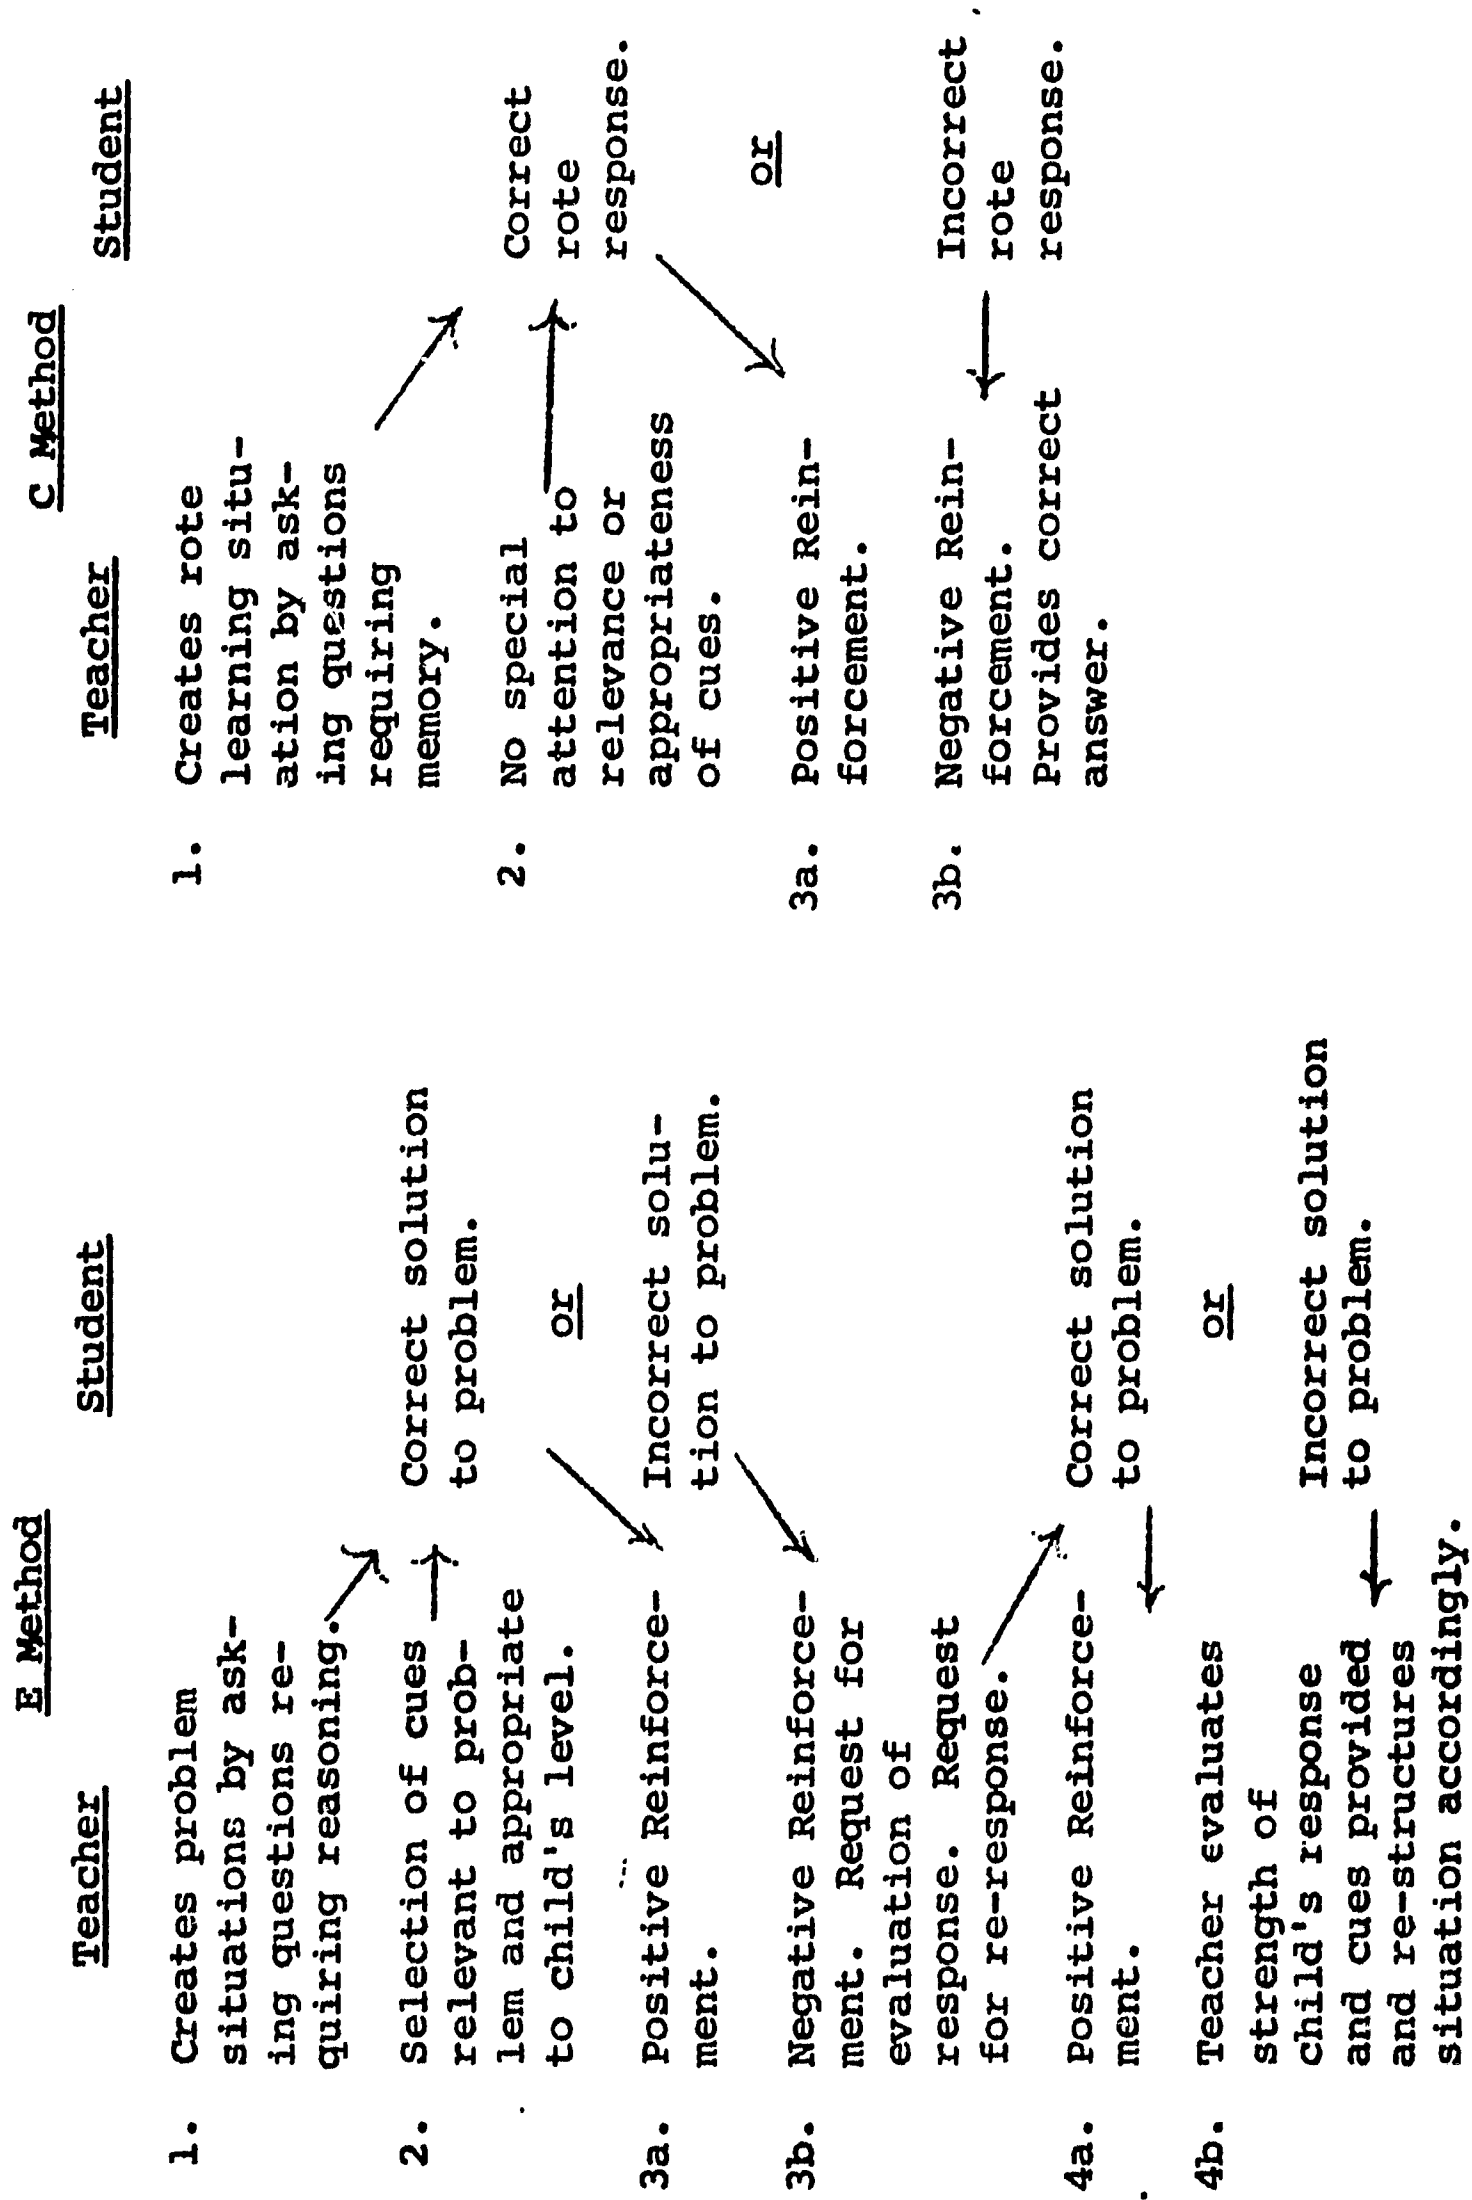 E Method
Teacher
Student
1. Creates problem
situations by ask-
ing questions re-
quiring reasoning.
2. Selection of cues
relevant to prob-
lem and appropriate
to child's level.
Correct solution
to problem.
or
Incorrect solu-
tion to problem.
3a. Positive Reinforce-
ment.
3b. Negative Reinforce-
ment. Request for
evaluation of
response. Request
for re-response.
Correct solution
to problem.
or
Incorrect solution
to problem.
4a. Positive Reinforce-
ment.
4b. Teacher evaluates
strength of
child's response
and cues provided
and re-structures
situation accordingly.
C Method
Teacher
Student
1. Creates rote
learning situ-
ation by ask-
ing questions
requiring
memory.
2. No special
attention to
relevance or
appropriateness
of cues.
Correct
rote
response.
or
Incorrect
rote
response.
3a. Positive Rein-
forcement.
3b. Negative Rein-
forcement.
Provides correct
answer.